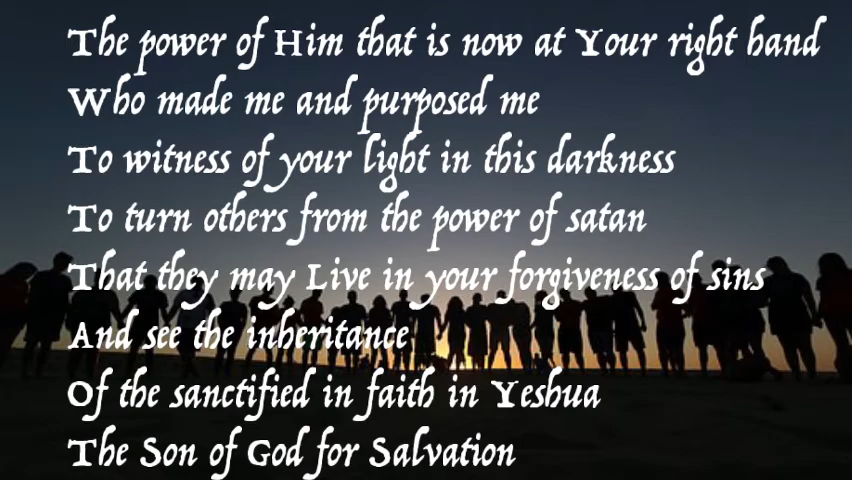 The power of Him that is now at Your right hand
Who made me and purposed me
To witness of your light in this darkness
To turn others from the power of satan
That they may Live in your forgiveness of sins
And see the inheritance
Of the sanctified in faith in Yeshua
The Son of God for Salvation